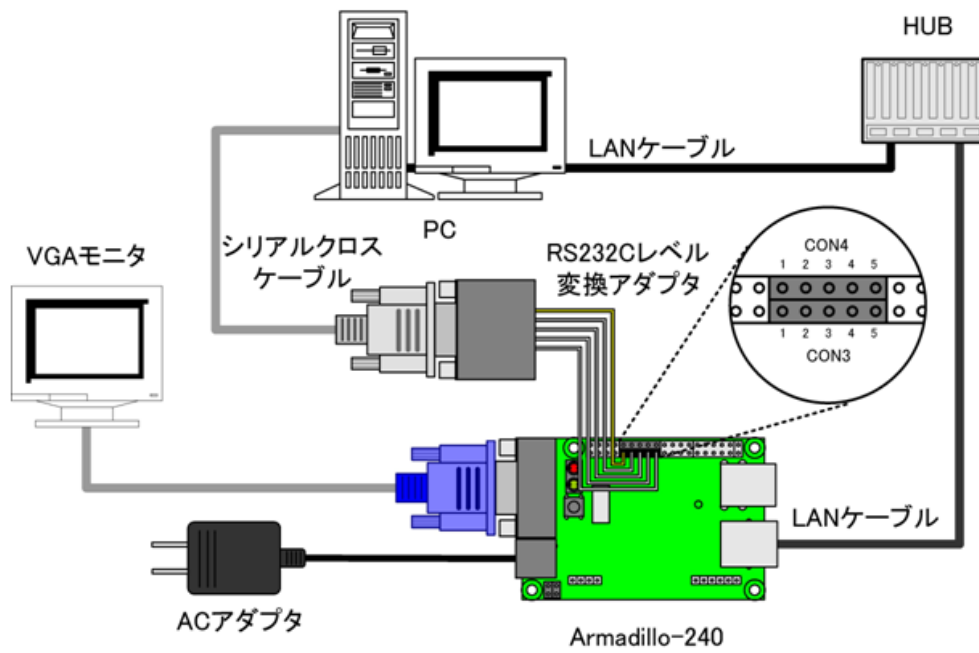 HUB
LANケーブル
PC
シリアルクロス
ケーブル
RS232Cレベル
変換アダプタ
VGAモニタ
CON4
1 2 3 4 5
1 2 3 4 5
CON3
LANケーブル
ACアダプタ
Armadillo-240